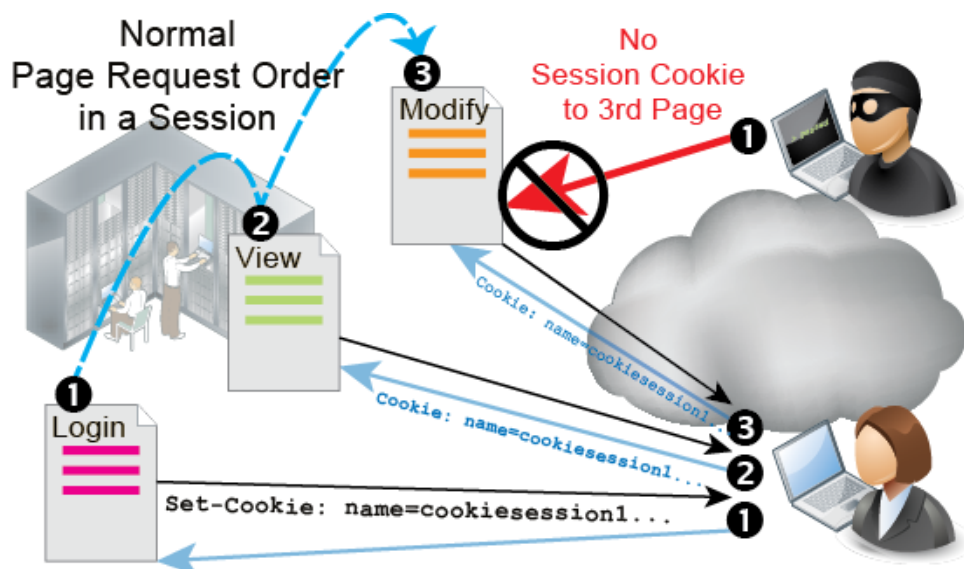 Normal
Page Request Order
in a Session
No
Session Cookie
to 3rd Page
3
Modify
1
2
View
Cookie: name=cookiesession1...
1
Login
Cookie: name=cookiesession1...
3
2
Set-Cookie: name=cookiesession1...
1